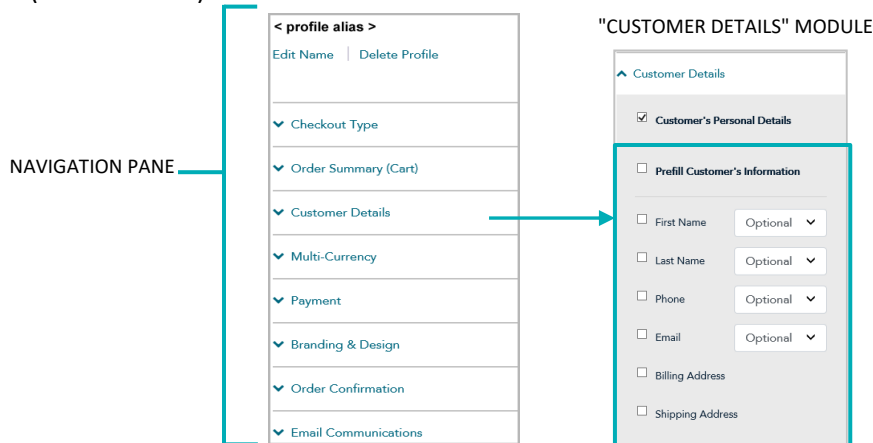 < profile alias >
Edit Name | Delete Profile
Checkout Type
Order Summary (Cart)
NAVIGATION PANE
Customer Details
Multi-Currency
Payment
Branding & Design
Order Confirmation
Email Communications
"CUSTOMER DETAILS" MODULE
Customer Details
Customer's Personal Details
Prefill Customer's Information
First Name Optional
Last Name Optional
Phone Optional
Email Optional
Billing Address
Shipping Address